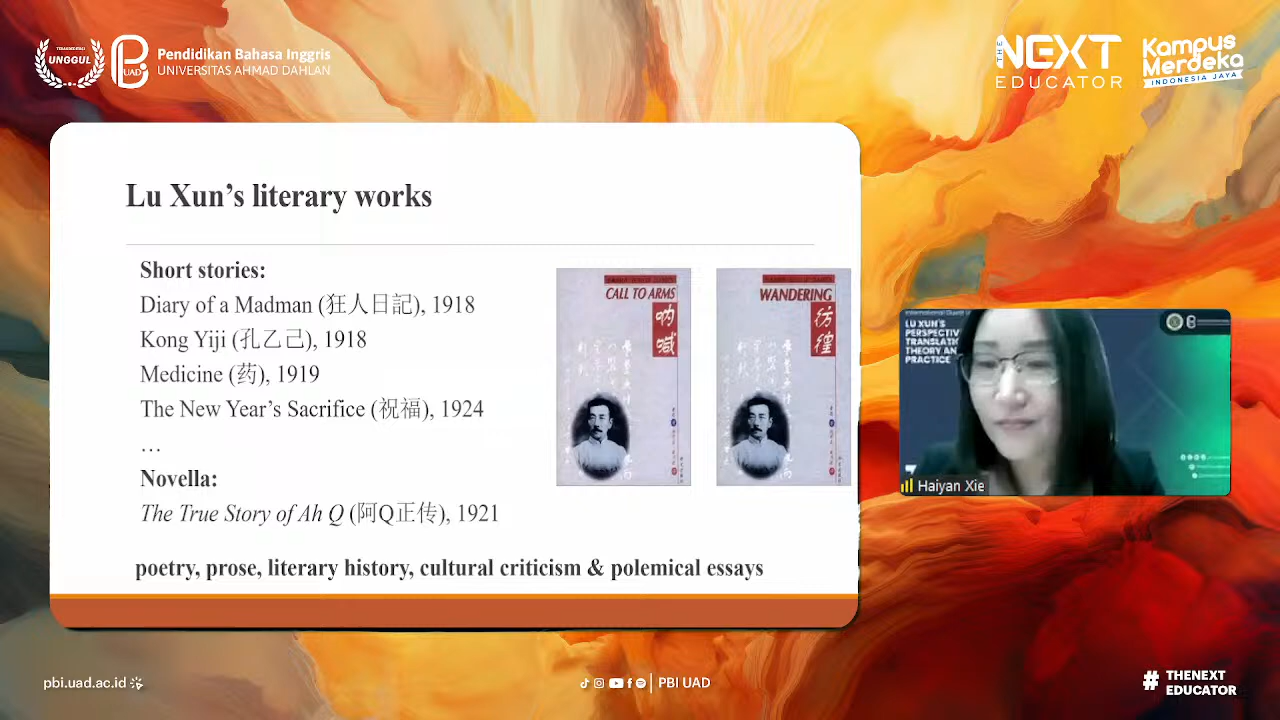 TERAKREDITASI
UNGGUL
UAD
Pendidikan Bahasa Inggris
UNIVERSITAS AHMAD DAHLAN
THE NEXT
EDUCATOR
Kampus
Merdeka
INDONESIA JAYA
Lu Xun’s literary works
Short stories:
Diary of a Madman (狂人日記), 1918
Kong Yiji (孔乙己), 1918
Medicine (药), 1919
The New Year’s Sacrifice (祝福), 1924
…
Novella:
The True Story of Ah Q (阿Q正传), 1921
poetry, prose, literary history, cultural criticism & polemical essays
CALL TO ARMS
呐喊
WANDERING
彷徨
LU XUN'S
PERSPECTIV
TRANSLATI
THEORY AN
PRACTICE
Haiyan Xie
pbi.uad.ac.id
PBI UAD
# THENEXT
EDUCATOR